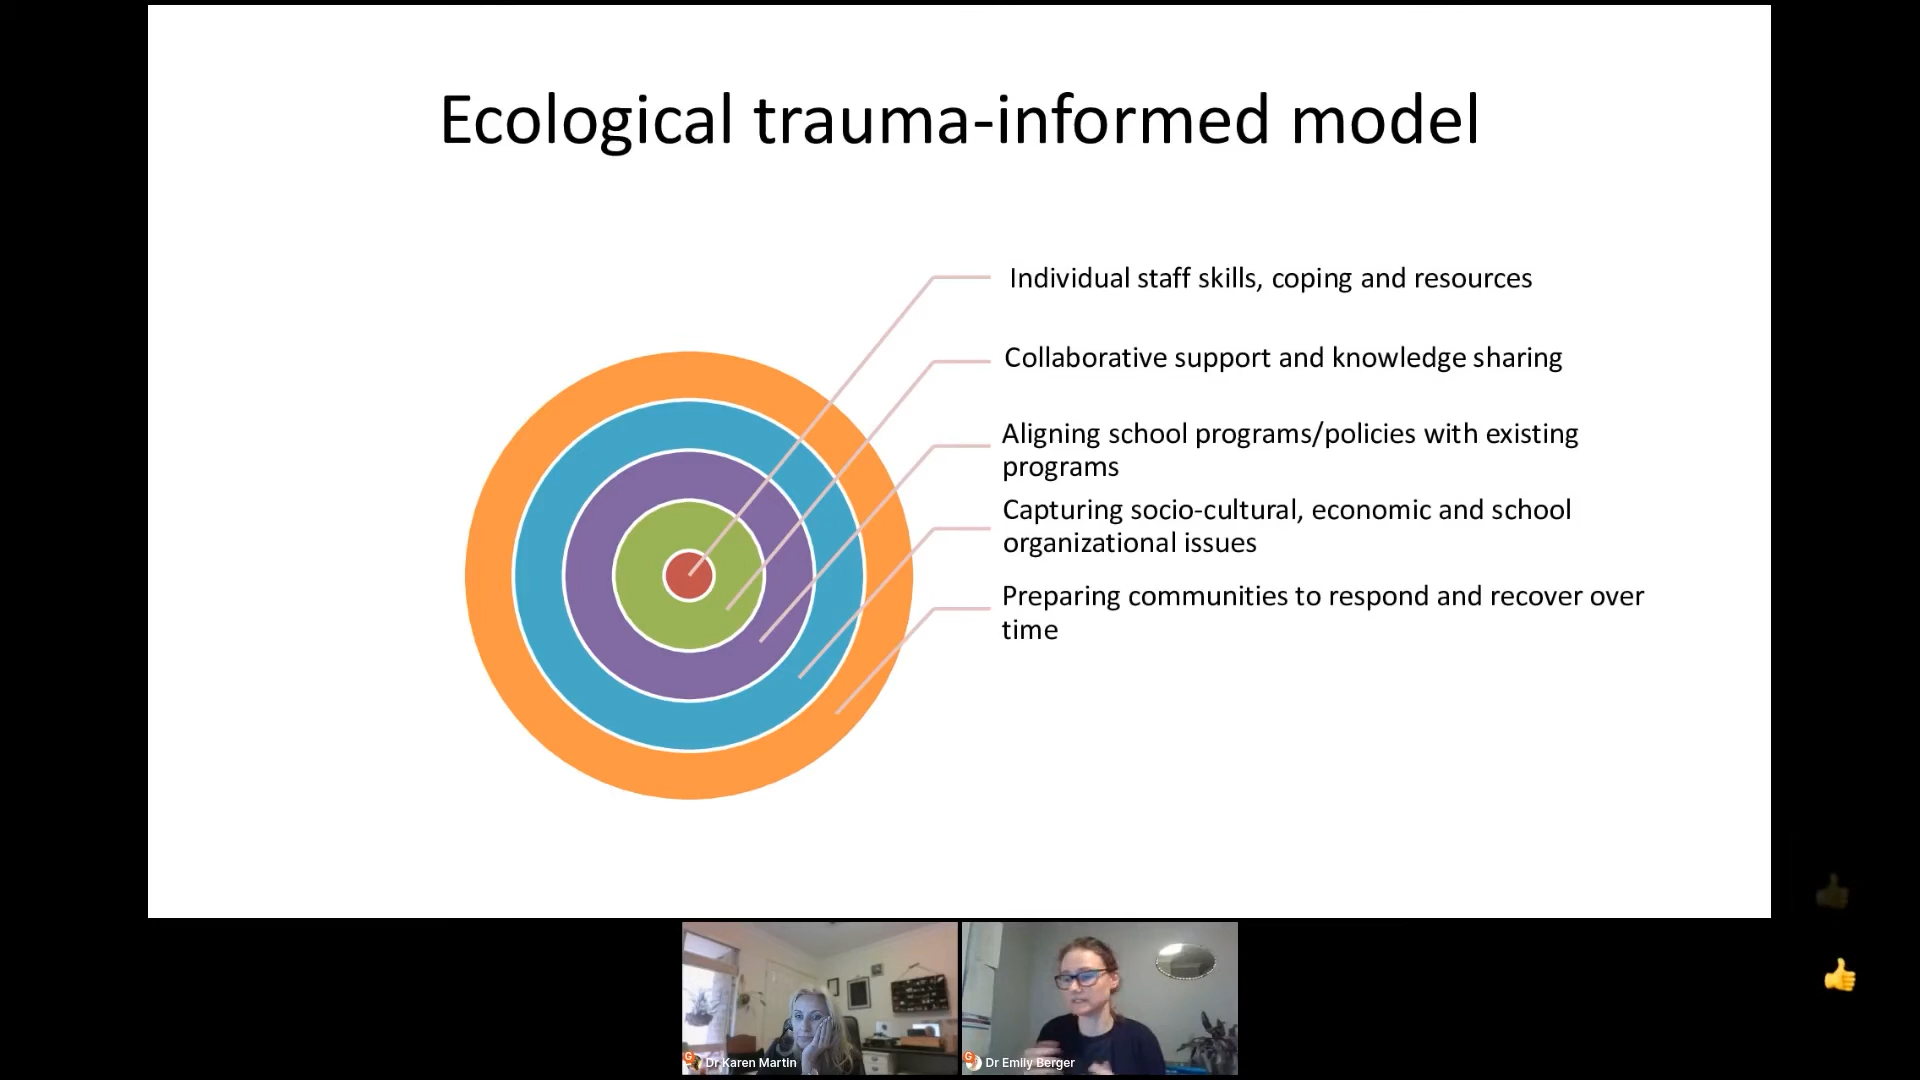 Ecological trauma-informed model
Individual staff skills, coping and resources
Collaborative support and knowledge sharing
Aligning school programs/policies with existing
programs
Capturing socio-cultural, economic and school
organizational issues
Preparing communities to respond and recover over
time
Dr Karen Martin
Dr Emily Berger